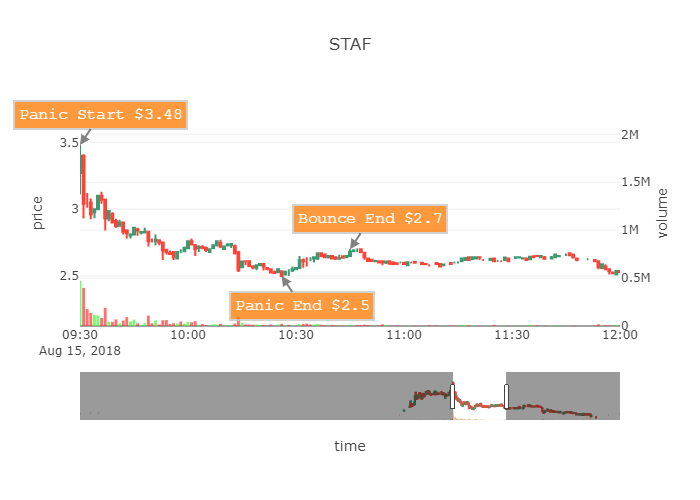 STAF
Panic Start $3.48
3.5
2M
1.5M
3
Bounce End $2.7
1M
price
volume
2.5
0.5M
Panic End $2.5
0
09:30
10:00
10:30
11:00
11:30
12:00
Aug 15, 2018
time